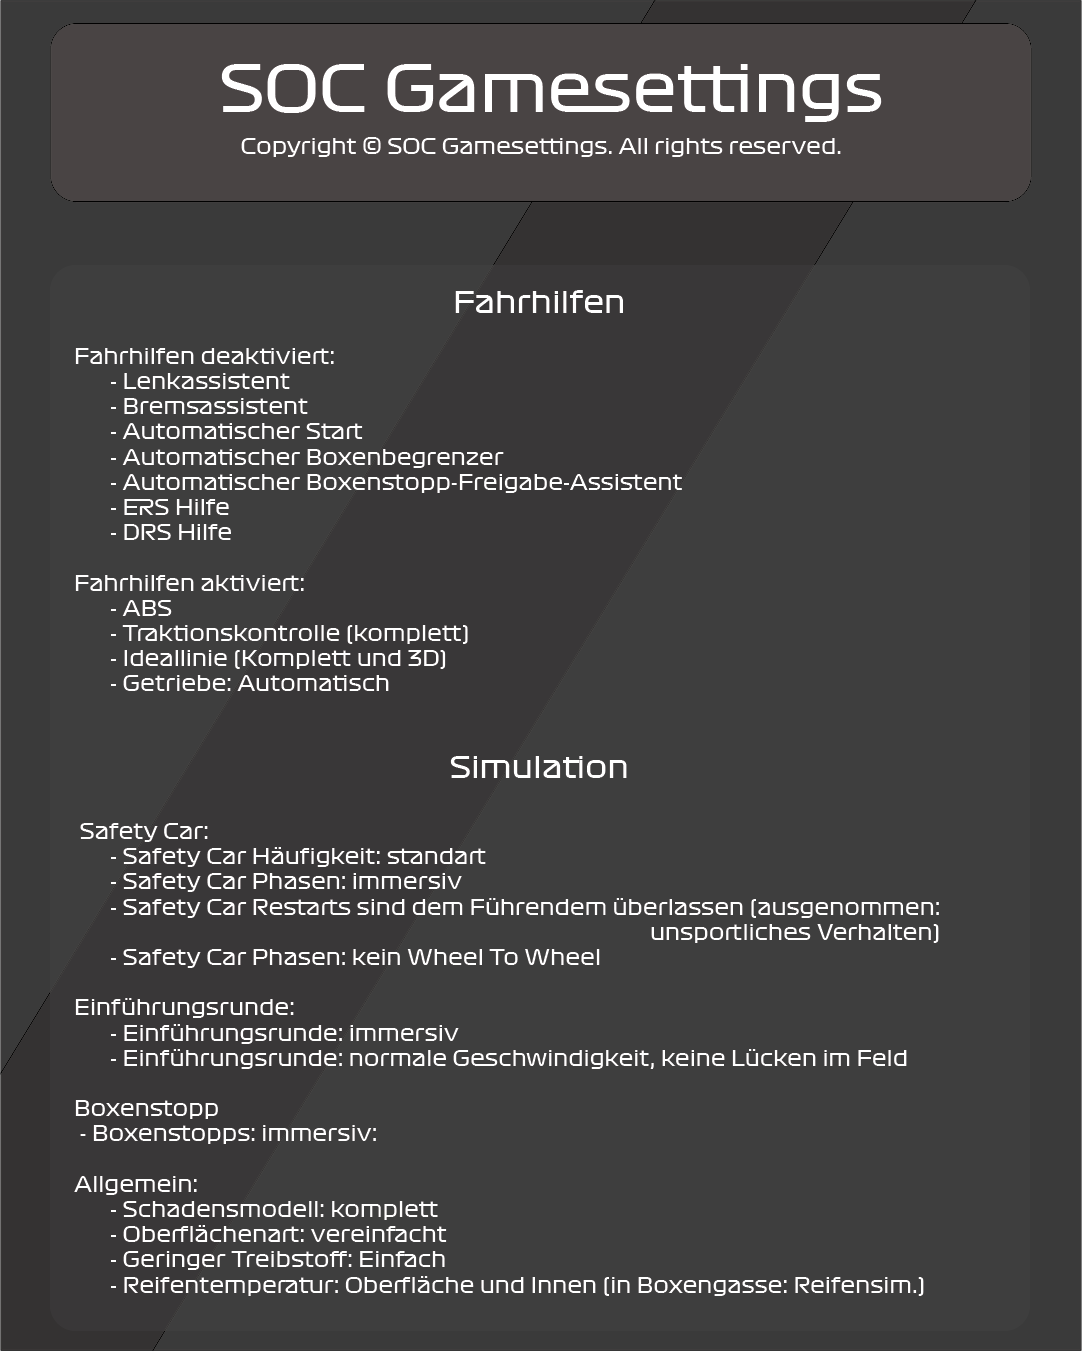 SOC Gamesettings
Copyright © SOC Gamesettings. All rights reserved.
Fahrhilfen
Fahrhilfen deaktiviert:
- Lenkassistent
- Bremsassistent
- Automatischer Start
- Automatischer Boxenbegrenzer
- Automatischer Boxenstopp-Freigabe-Assistent
- ERS Hilfe
- DRS Hilfe
Fahrhilfen aktiviert:
- ABS
- Traktionskontrolle (komplett)
- Ideallinie (Komplett und 3D)
- Getriebe: Automatisch
Simulation
Safety Car:
- Safety Car Häufigkeit: standart
- Safety Car Phasen: immersiv
- Safety Car Restarts sind dem Führendem überlassen (ausgenommen:
unsportliches Verhalten)
- Safety Car Phasen: kein Wheel To Wheel
Einführungsrunde:
- Einführungsrunde: immersiv
- Einführungsrunde: normale Geschwindigkeit, keine Lücken im Feld
Boxenstopp
- Boxenstopps: immersiv:
Allgemein:
- Schadensmodell: komplett
- Oberflächenart: vereinfacht
- Geringer Treibstoff: Einfach
- Reifentemperatur: Oberfläche und Innen (in Boxengasse: Reifensim.)